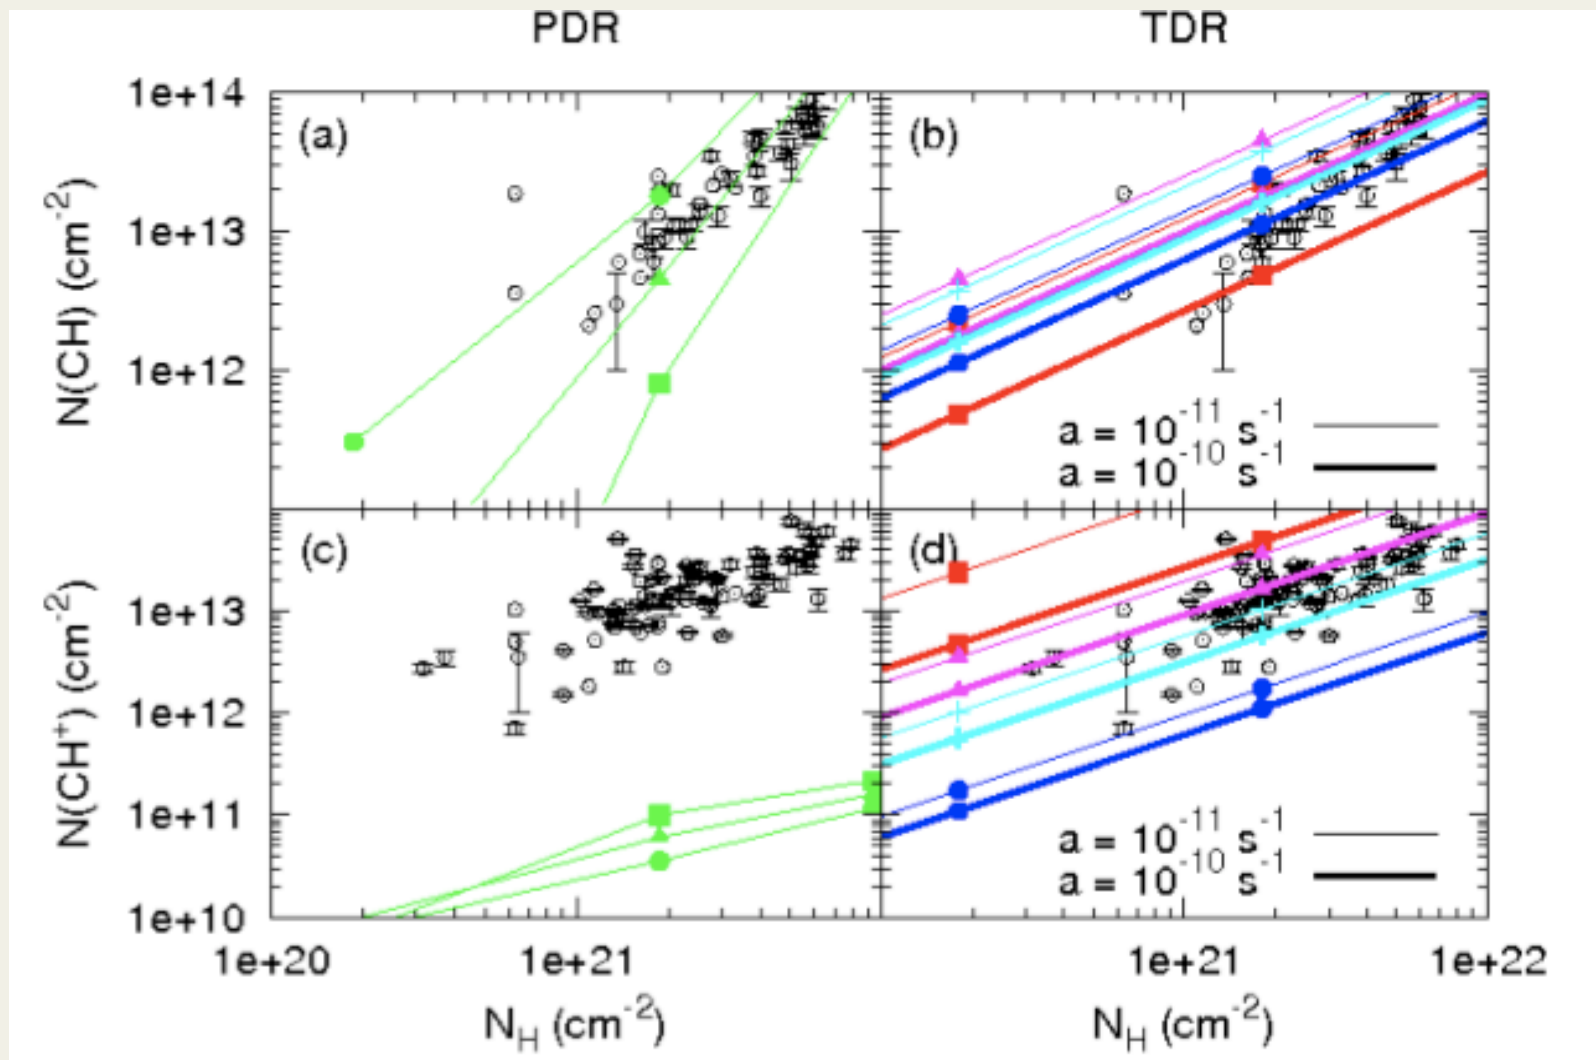 PDR TDR
1e+14
(a) (b)
N(CH) (cm⁻²)
1e+13
1e+12
a = 10⁻¹¹ s⁻¹
a = 10⁻¹⁰ s⁻¹
(c) (d)
N(CH⁺) (cm⁻²)
1e+13
1e+12
1e+11
a = 10⁻¹¹ s⁻¹
a = 10⁻¹⁰ s⁻¹
1e+10
1e+20 1e+21 1e+21 1e+22
N_H (cm⁻²) N_H (cm⁻²)